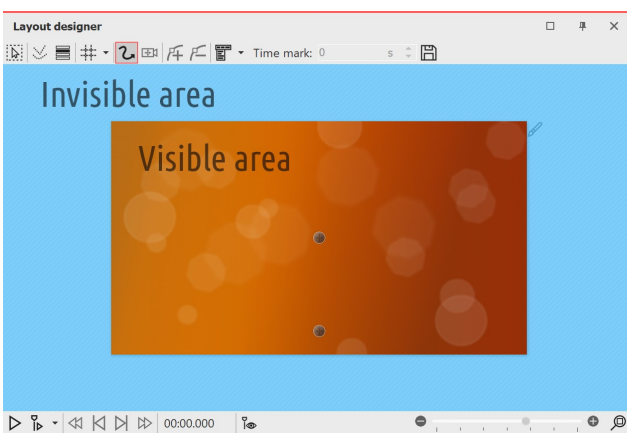 Layout designer
Time mark: 0 s
Invisible area
Visible area
00:00.000